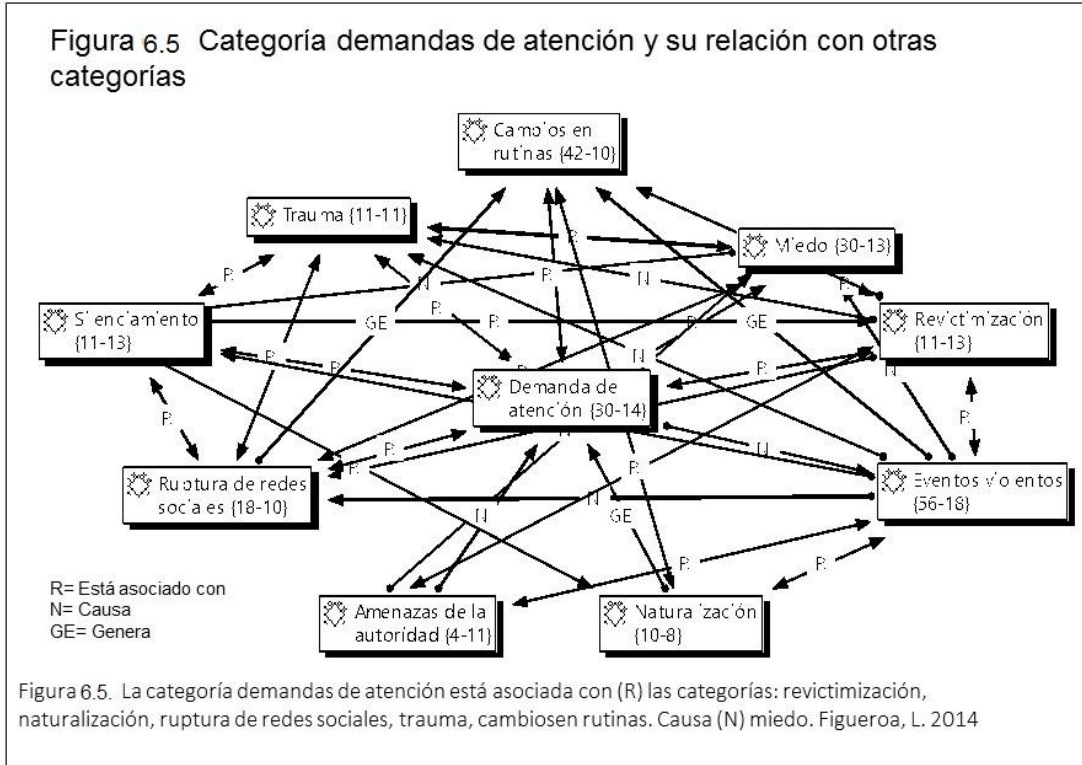 Figura 6.5 Categoría demandas de atención y su relación con otras
categorías
Cambios en
rutinas {42-10}
Trauma {11-11}
Miedo {30-13}
Silenciamiento
{11-13}
Revictimización
{11-13}
Demanda de
atención {30-14}
Ruptura de redes
sociales {18-10}
Eventos violentos
{56-18}
Amenazas de la
autoridad {4-11}
Naturalización
{10-8}
R
R
N
R
N
R
GE
R
GE
R
R
R
N
R
N
R
R
R
R
N
R
R
N
N
GE
R
R
R= Está asociado con
N= Causa
GE= Genera
Figura 6.5. La categoría demandas de atención está asociada con (R) las categorías: revictimización,
naturalización, ruptura de redes sociales, trauma, cambiosen rutinas. Causa (N) miedo. Figueroa, L. 2014